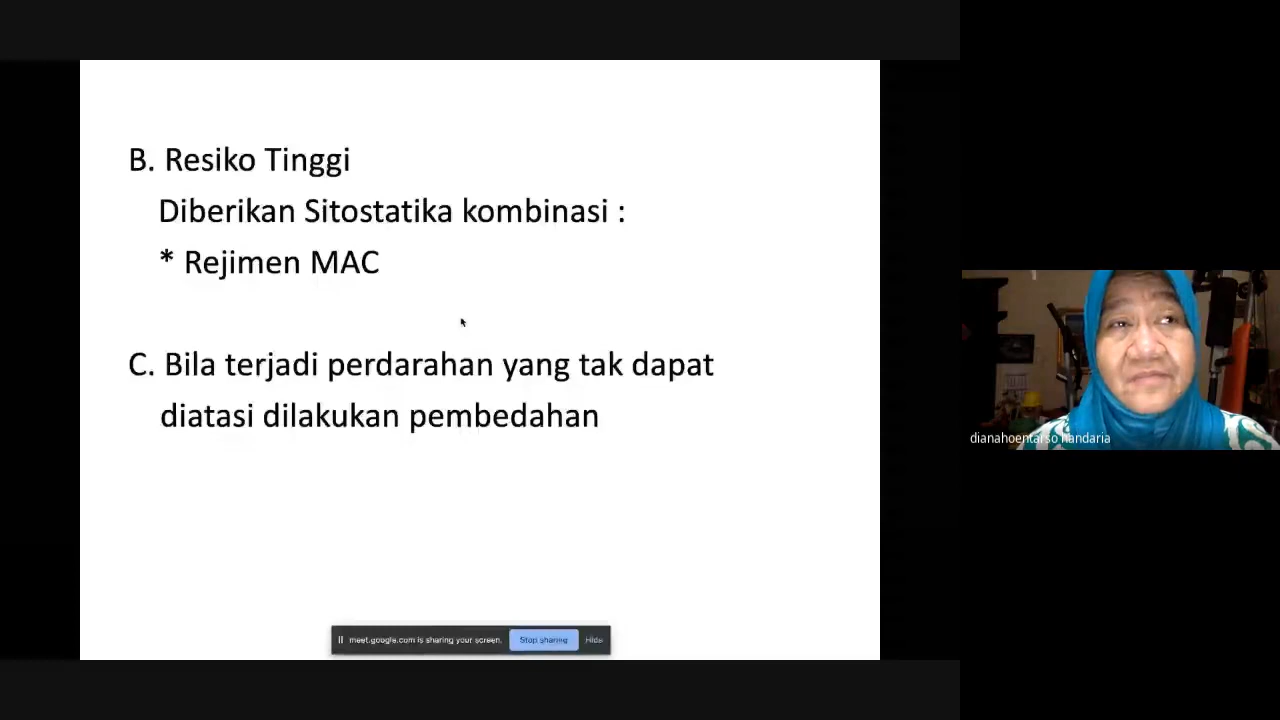 B. Resiko Tinggi
Diberikan Sitostatika kombinasi :
* Rejimen MAC
C. Bila terjadi perdarahan yang tak dapat
diatasi dilakukan pembedahan
meet.google.com is sharing your screen. Stop sharing Hide
dianahoentarso handaria